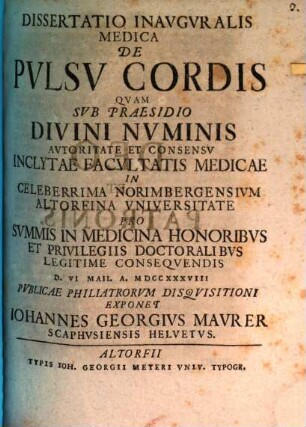 2.
DISSERTATIO INAVGVRALIS
MEDICA
DE
PVLSV CORDIS
QVAM
SVB PRAESIDIO
DIVINI NVMINIS
AVTORITATE ET CONSENSV
INCLYTAE FACVLTATIS MEDICAE
IN
CELEBERRIMA NORIMBERGENSIVM
ALTORFINA VNIVERSITATE
PRO
SVMMIS IN MEDICINA HONORIBVS
ET PRIVILEGIIS DOCTORALIBVS
LEGITIME CONSEQVENDIS
D. VI MAII. A. MDCCXXXVIII
PVBLICAE PHILIATRORVM DISQVISITIONI
EXPONET
IOHANNES GEORGIVS MAVRER
SCAPHVSIENSIS HELVETVS.
ALTORFII
TYPIS IOH. GEORGII MEYERI VNIV. TYPOGR.